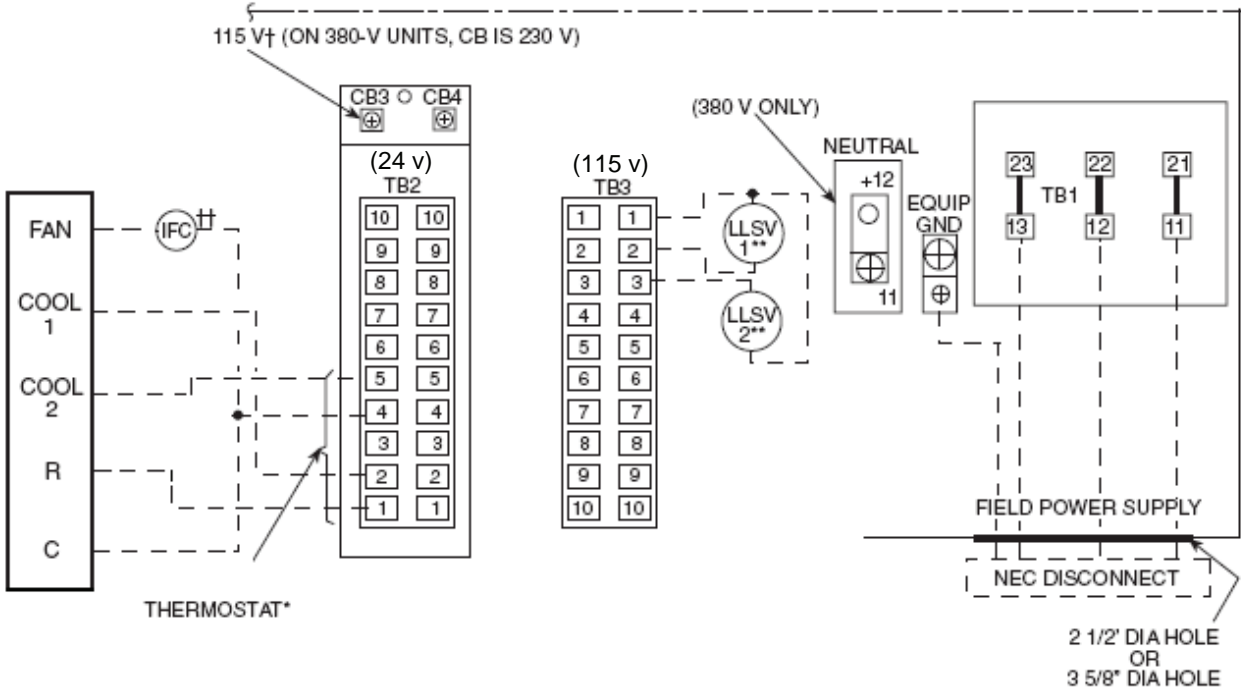 115 V† (ON 380-V UNITS, CB IS 230 V)
CB3 CB4
(24 v)
TB2
10 10
9 9
8 8
7 7
6 6
5 5
4 4
3 3
2 2
1 1
FAN
IFC ††
COOL
1
COOL
2
R
C
THERMOSTAT*
(115 v)
TB3
1 1
2 2
3 3
4 4
5 5
6 6
7 7
8 8
9 9
10 10
LLSV
1**
LLSV
2**
(380 V ONLY)
NEUTRAL
+12
11
EQUIP
GND
23 22 21
TB1
13 12 11
FIELD POWER SUPPLY
NEC DISCONNECT
2 1/2' DIA HOLE
OR
3 5/8" DIA HOLE